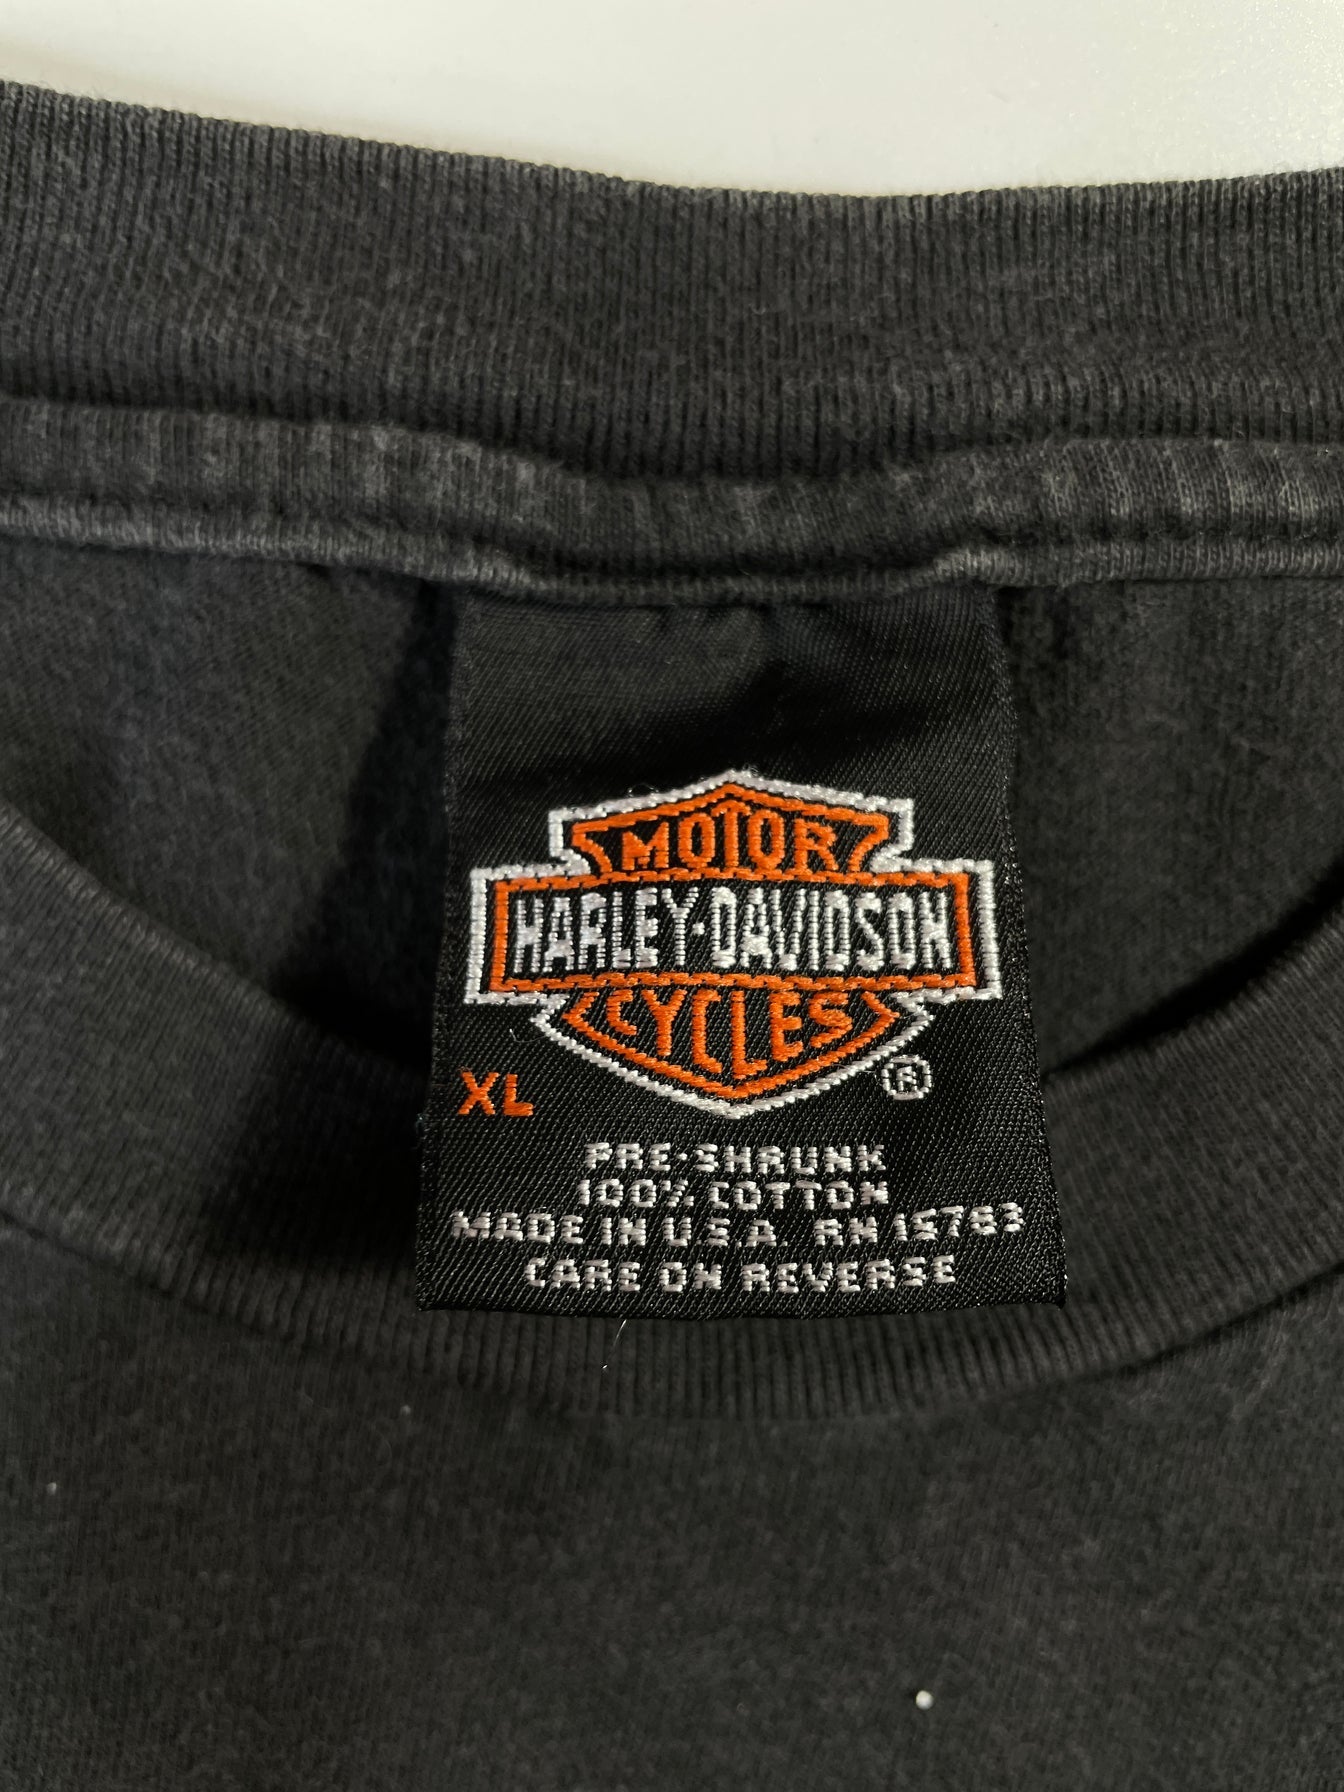 MOTOR
HARLEY-DAVIDSON
CYCLES
®
XL
PRE-SHRUNK
100% COTTON
MADE IN U.S.A. RN 15763
CARE ON REVERSE